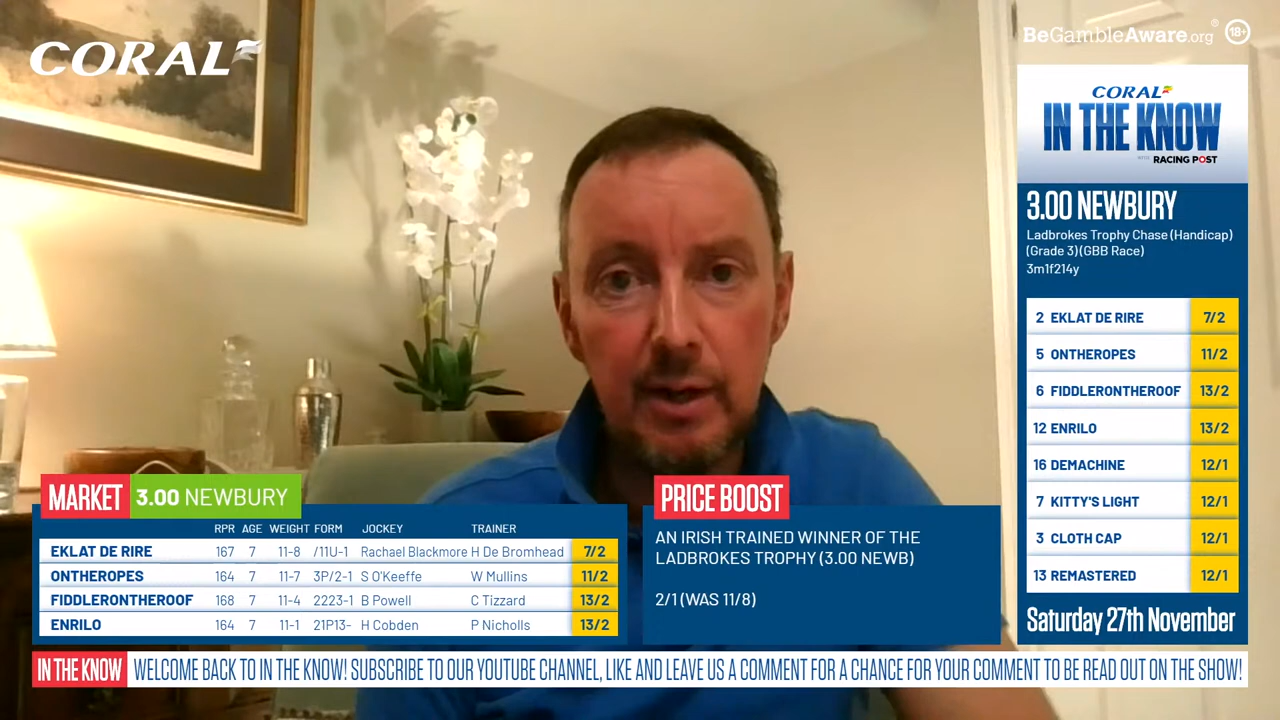 CORAL
BeGambleAware.org® 18+
CORAL
IN THE KNOW
WITH RACING POST
3.00 NEWBURY
Ladbrokes Trophy Chase (Handicap)
(Grade 3)(GBB Race)
3m1f214y
2 EKLAT DE RIRE 7/2
5 ONTHEROPES 11/2
6 FIDDLERONTHEROOF 13/2
12 ENRILO 13/2
16 DEMACHINE 12/1
7 KITTY'S LIGHT 12/1
3 CLOTH CAP 12/1
13 REMASTERED 12/1
Saturday 27th November
MARKET 3.00 NEWBURY
RPR AGE WEIGHT FORM JOCKEY TRAINER
EKLAT DE RIRE 167 7 11-8 /11U-1 Rachael Blackmore H De Bromhead 7/2
ONTHEROPES 164 7 11-7 3P/2-1 S O'Keeffe W Mullins 11/2
FIDDLERONTHEROOF 168 7 11-4 2223-1 B Powell C Tizzard 13/2
ENRILO 164 7 11-1 21P13- H Cobden P Nicholls 13/2
PRICE BOOST
AN IRISH TRAINED WINNER OF THE
LADBROKES TROPHY (3.00 NEWB)
2/1 (WAS 11/8)
IN THE KNOW WELCOME BACK TO IN THE KNOW! SUBSCRIBE TO OUR YOUTUBE CHANNEL, LIKE AND LEAVE US A COMMENT FOR A CHANCE FOR YOUR COMMENT TO BE READ OUT ON THE SHOW!